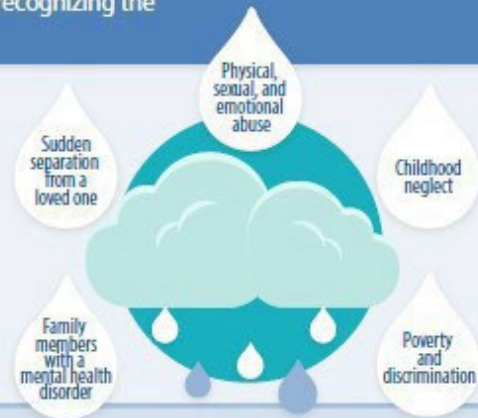 recognizing the
Physical,
sexual, and
emotional
abuse
Sudden
separation
from a
loved one
Childhood
neglect
Family
members
with a
mental health
disorder
Poverty
and
discrimination